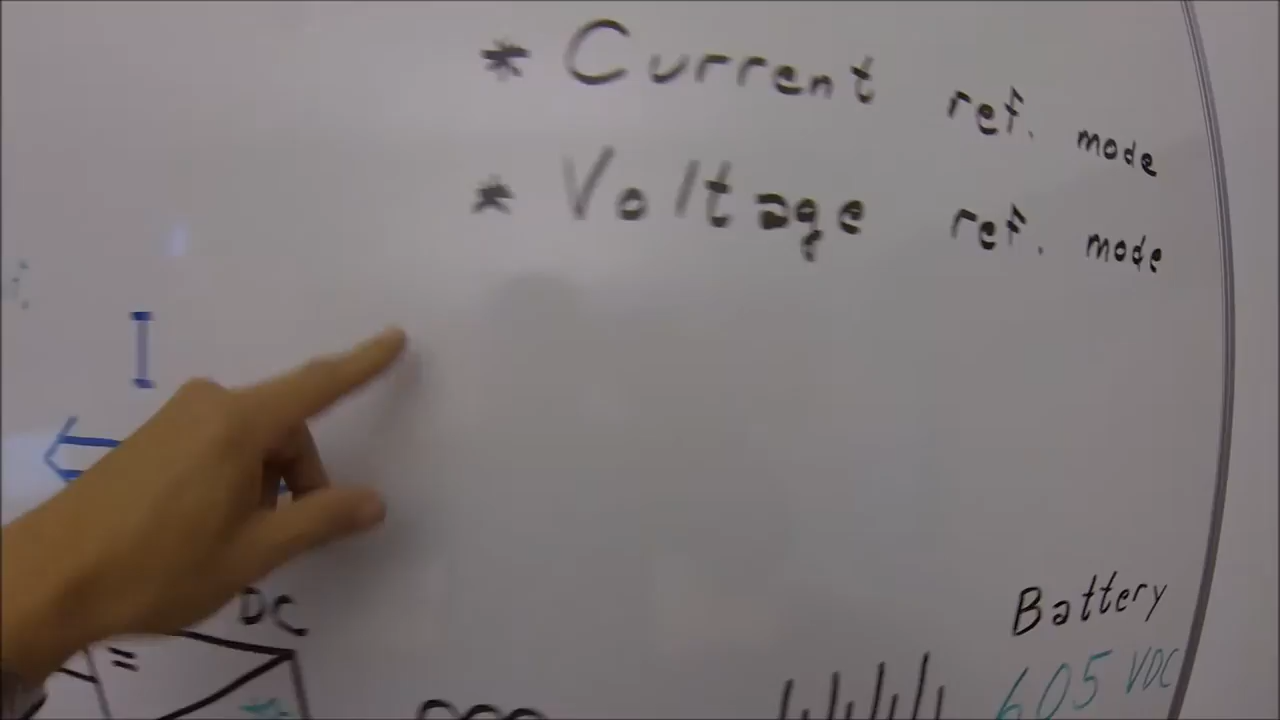 * Current ref. mode
* Voltage ref. mode
I
DC
=
Battery
605 VDC